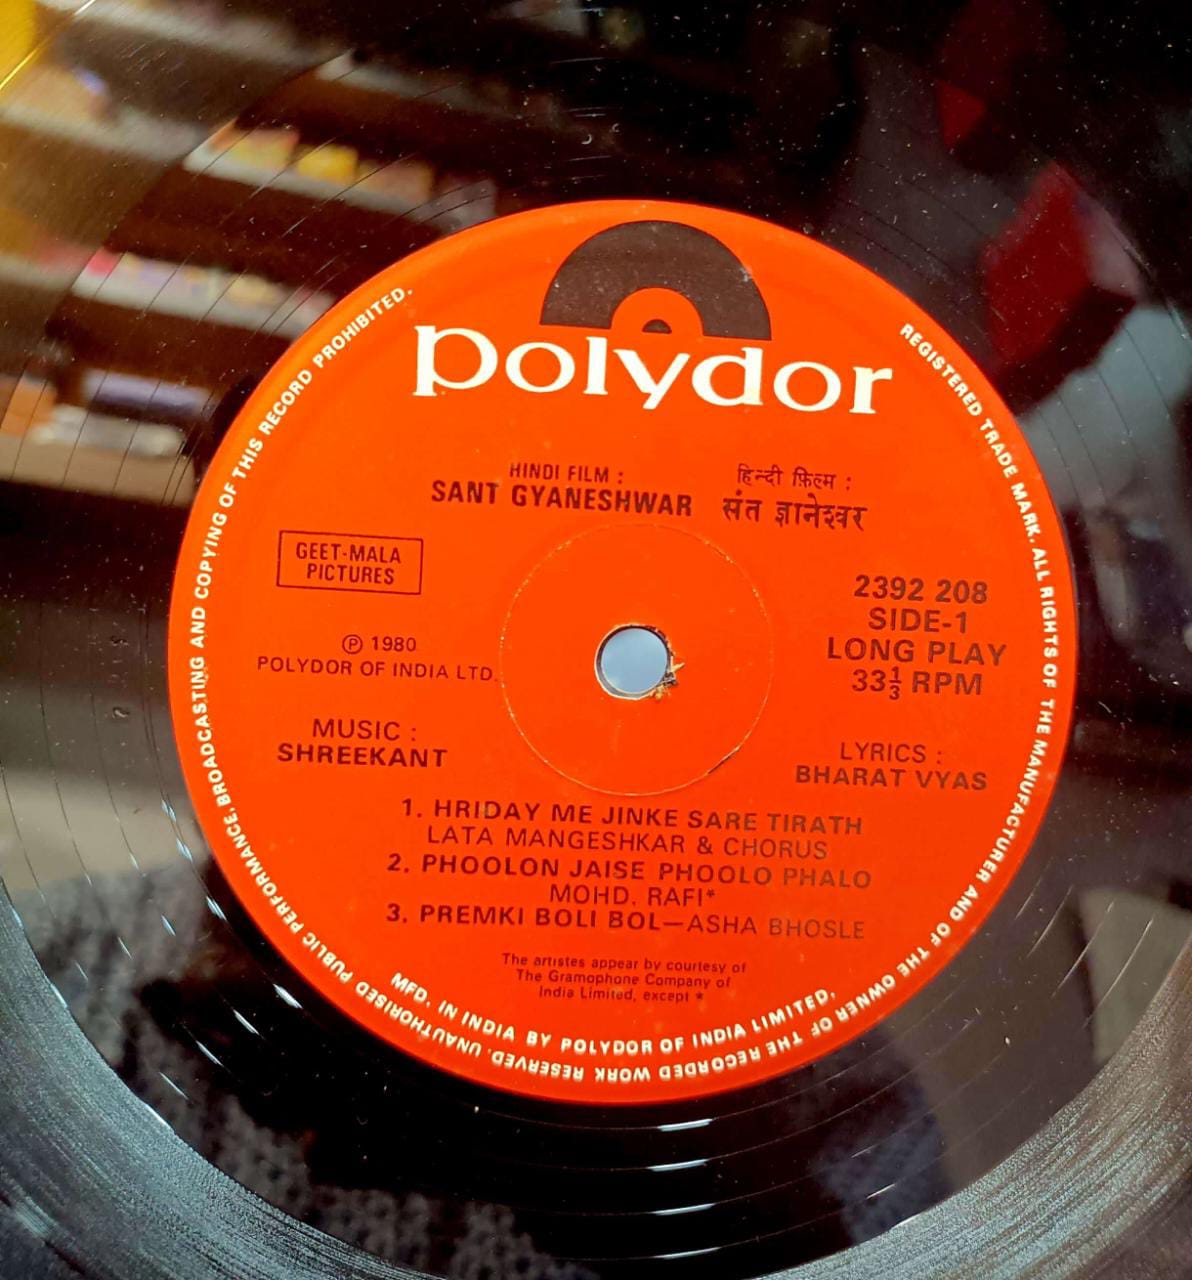 polydor
HINDI FILM :
SANT GYANESHWAR
हिन्दी फ़िल्म :
संत ज्ञानेश्वर
GEET-MALA
PICTURES
2392 208
SIDE-1
LONG PLAY
33⅓ RPM
℗ 1980
POLYDOR OF INDIA LTD.
MUSIC :
SHREEKANT
LYRICS :
BHARAT VYAS
1. HRIDAY ME JINKE SARE TIRATH
LATA MANGESHKAR & CHORUS
2. PHOOLON JAISE PHOOLO PHALO
MOHD. RAFI*
3. PREMKI BOLI BOL—ASHA BHOSLE
The artistes appear by courtesy of
The Gramophone Company of
India Limited, except *
MFD. IN INDIA BY POLYDOR OF INDIA LIMITED.
REGISTERED TRADE MARK. ALL RIGHTS OF THE MANUFACTURER AND OF THE OWNER OF THE RECORDED WORK RESERVED. UNAUTHORISED PUBLIC PERFORMANCE, BROADCASTING AND COPYING OF THIS RECORD PROHIBITED.